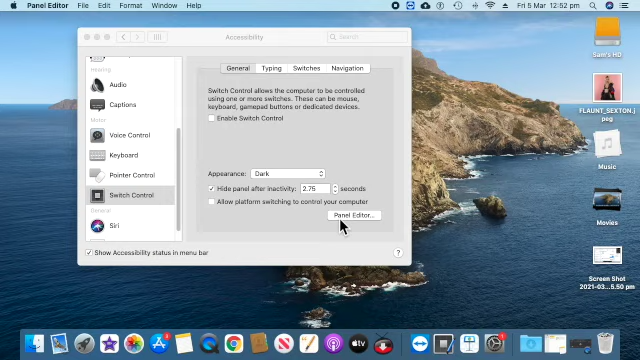 Panel Editor File Edit Window Help Fri 5 Mar 12:52 pm
Accessibility Search
Sam's HD
Hearing
Audio
Captions
Motor
Voice Control
Keyboard
Pointer Control
Switch Control
General
Siri
General Typing Switches Navigation
Switch Control allows the computer to be controlled
using one or more switches. These can be mouse,
keyboard, gamepad buttons or dedicated devices.
Enable Switch Control
Appearance: Dark
Hide panel after inactivity: 2.75 seconds
Allow platform switching to control your computer
Panel Editor...
Show Accessibility status in menu bar ?
FLAUNT_SEXTON.j
peg
Music
Movies
Screen Shot
2021-03...5.50 pm
tv